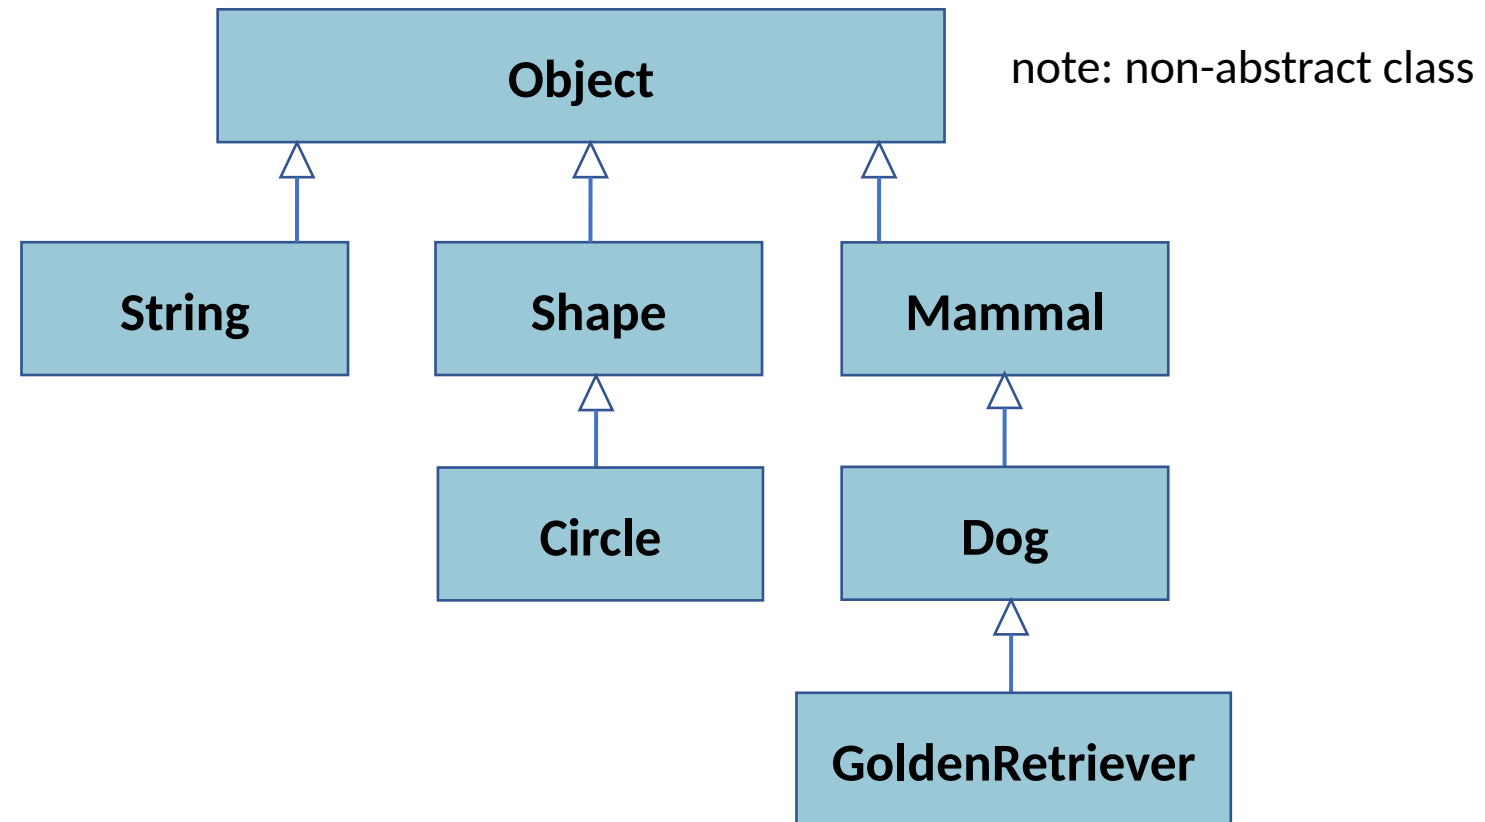 Object
note: non-abstract class
String
Shape
Mammal
Circle
Dog
GoldenRetriever